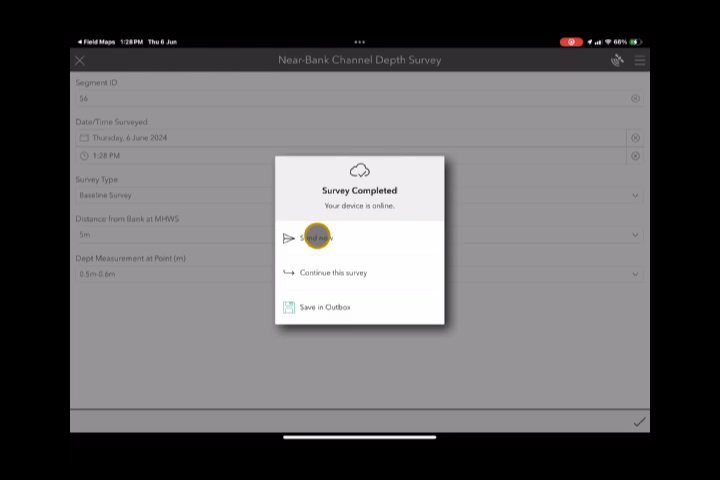 Field Maps 1:28 PM Thu 6 Jun
66%
Near-Bank Channel Depth Survey
Segment ID
56
Date/Time Surveyed
Thursday, 6 June 2024
1:28 PM
Survey Type
Baseline Survey
Distance from Bank at MHWS
5m
Dept Measurement at Point (m)
0.5m-0.6m
Survey Completed
Your device is online.
Send now
Continue this survey
Save in Outbox